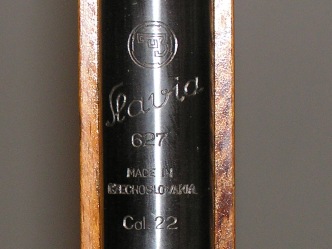 Slavia
627
MADE IN
CZECHOSLOVAKIA
Cal. 22